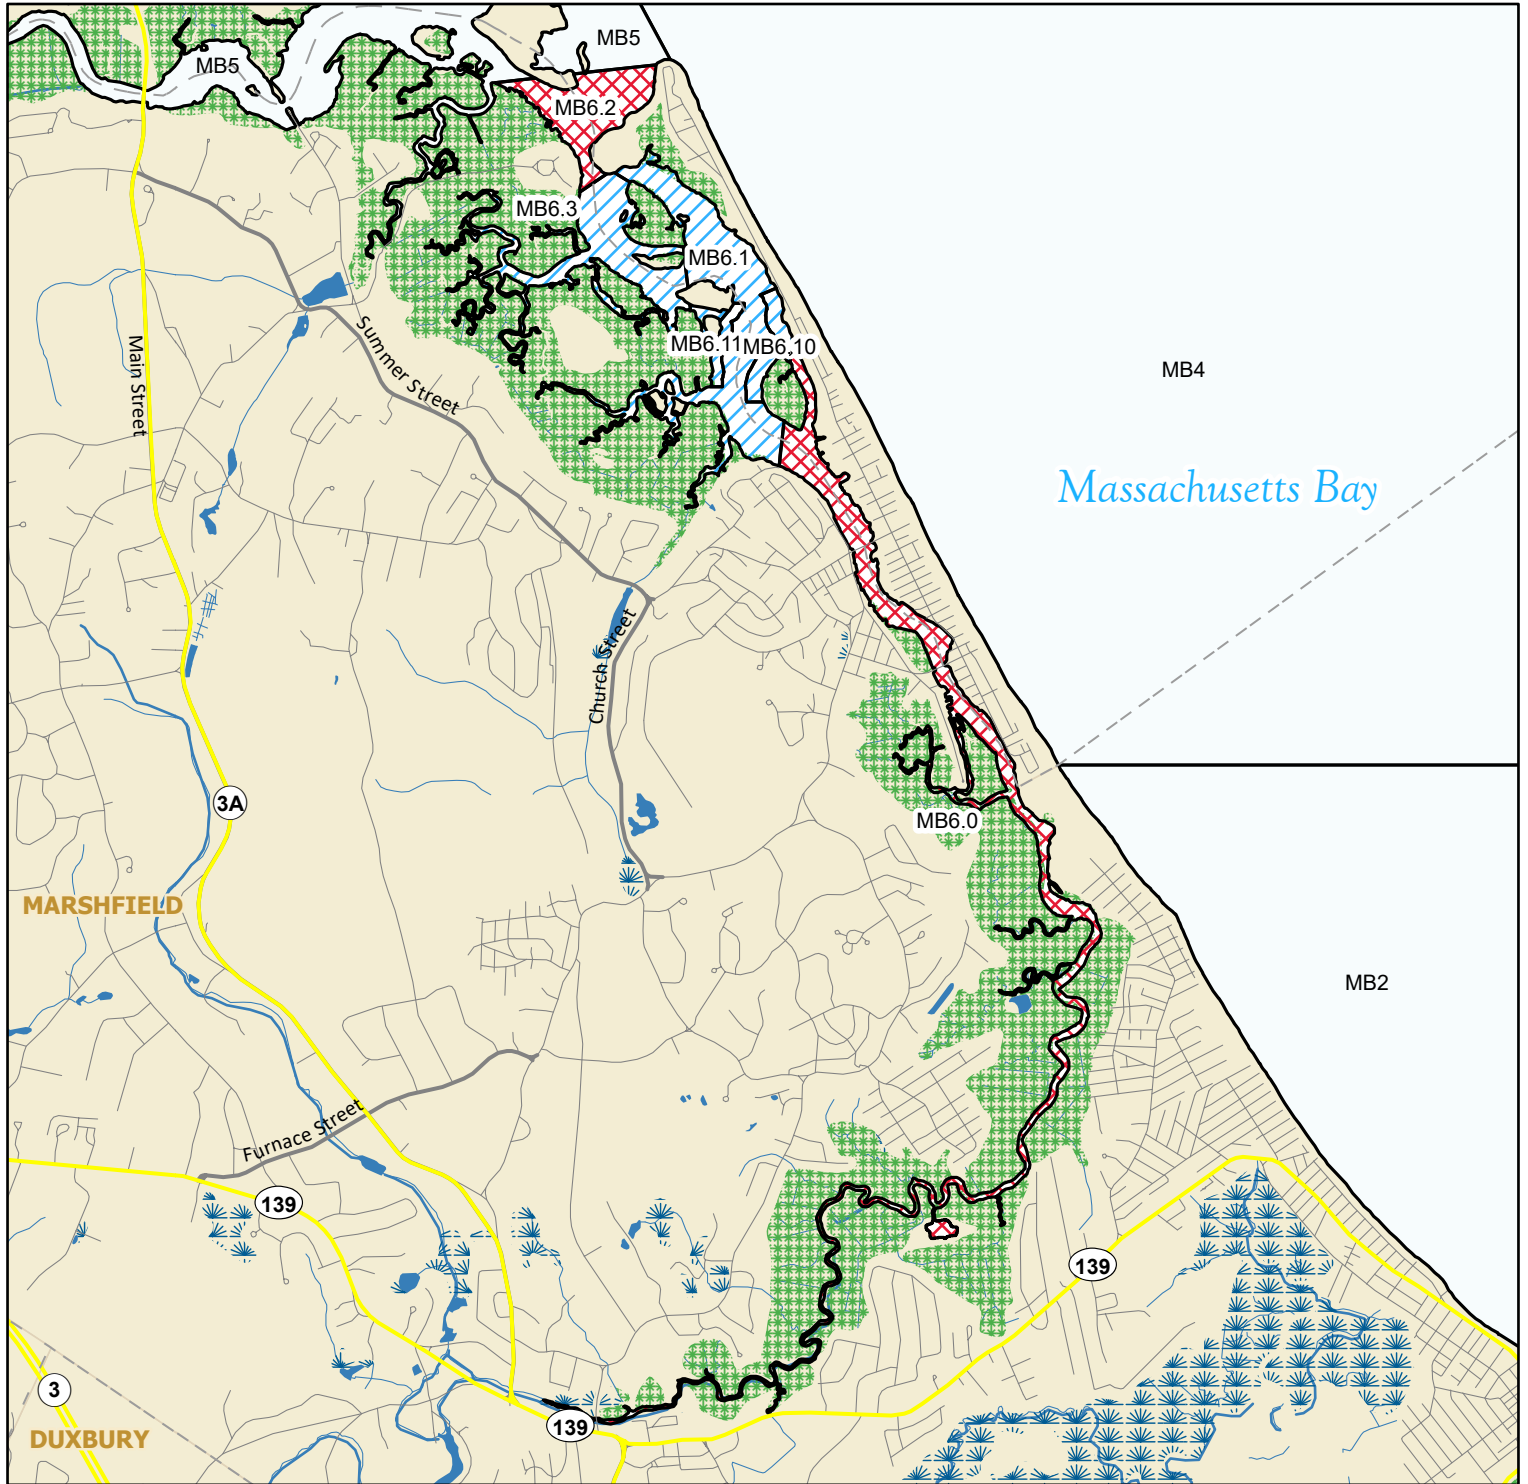 MB5
MB5
MB6.2
MB6.3
MB6.1
MB6.11
MB6.10
MB4
Main Street
Summer Street
Massachusetts Bay
Church Street
3A
MB6.0
MARSHFIELD
MB2
Furnace Street
139
139
3
139
DUXBURY